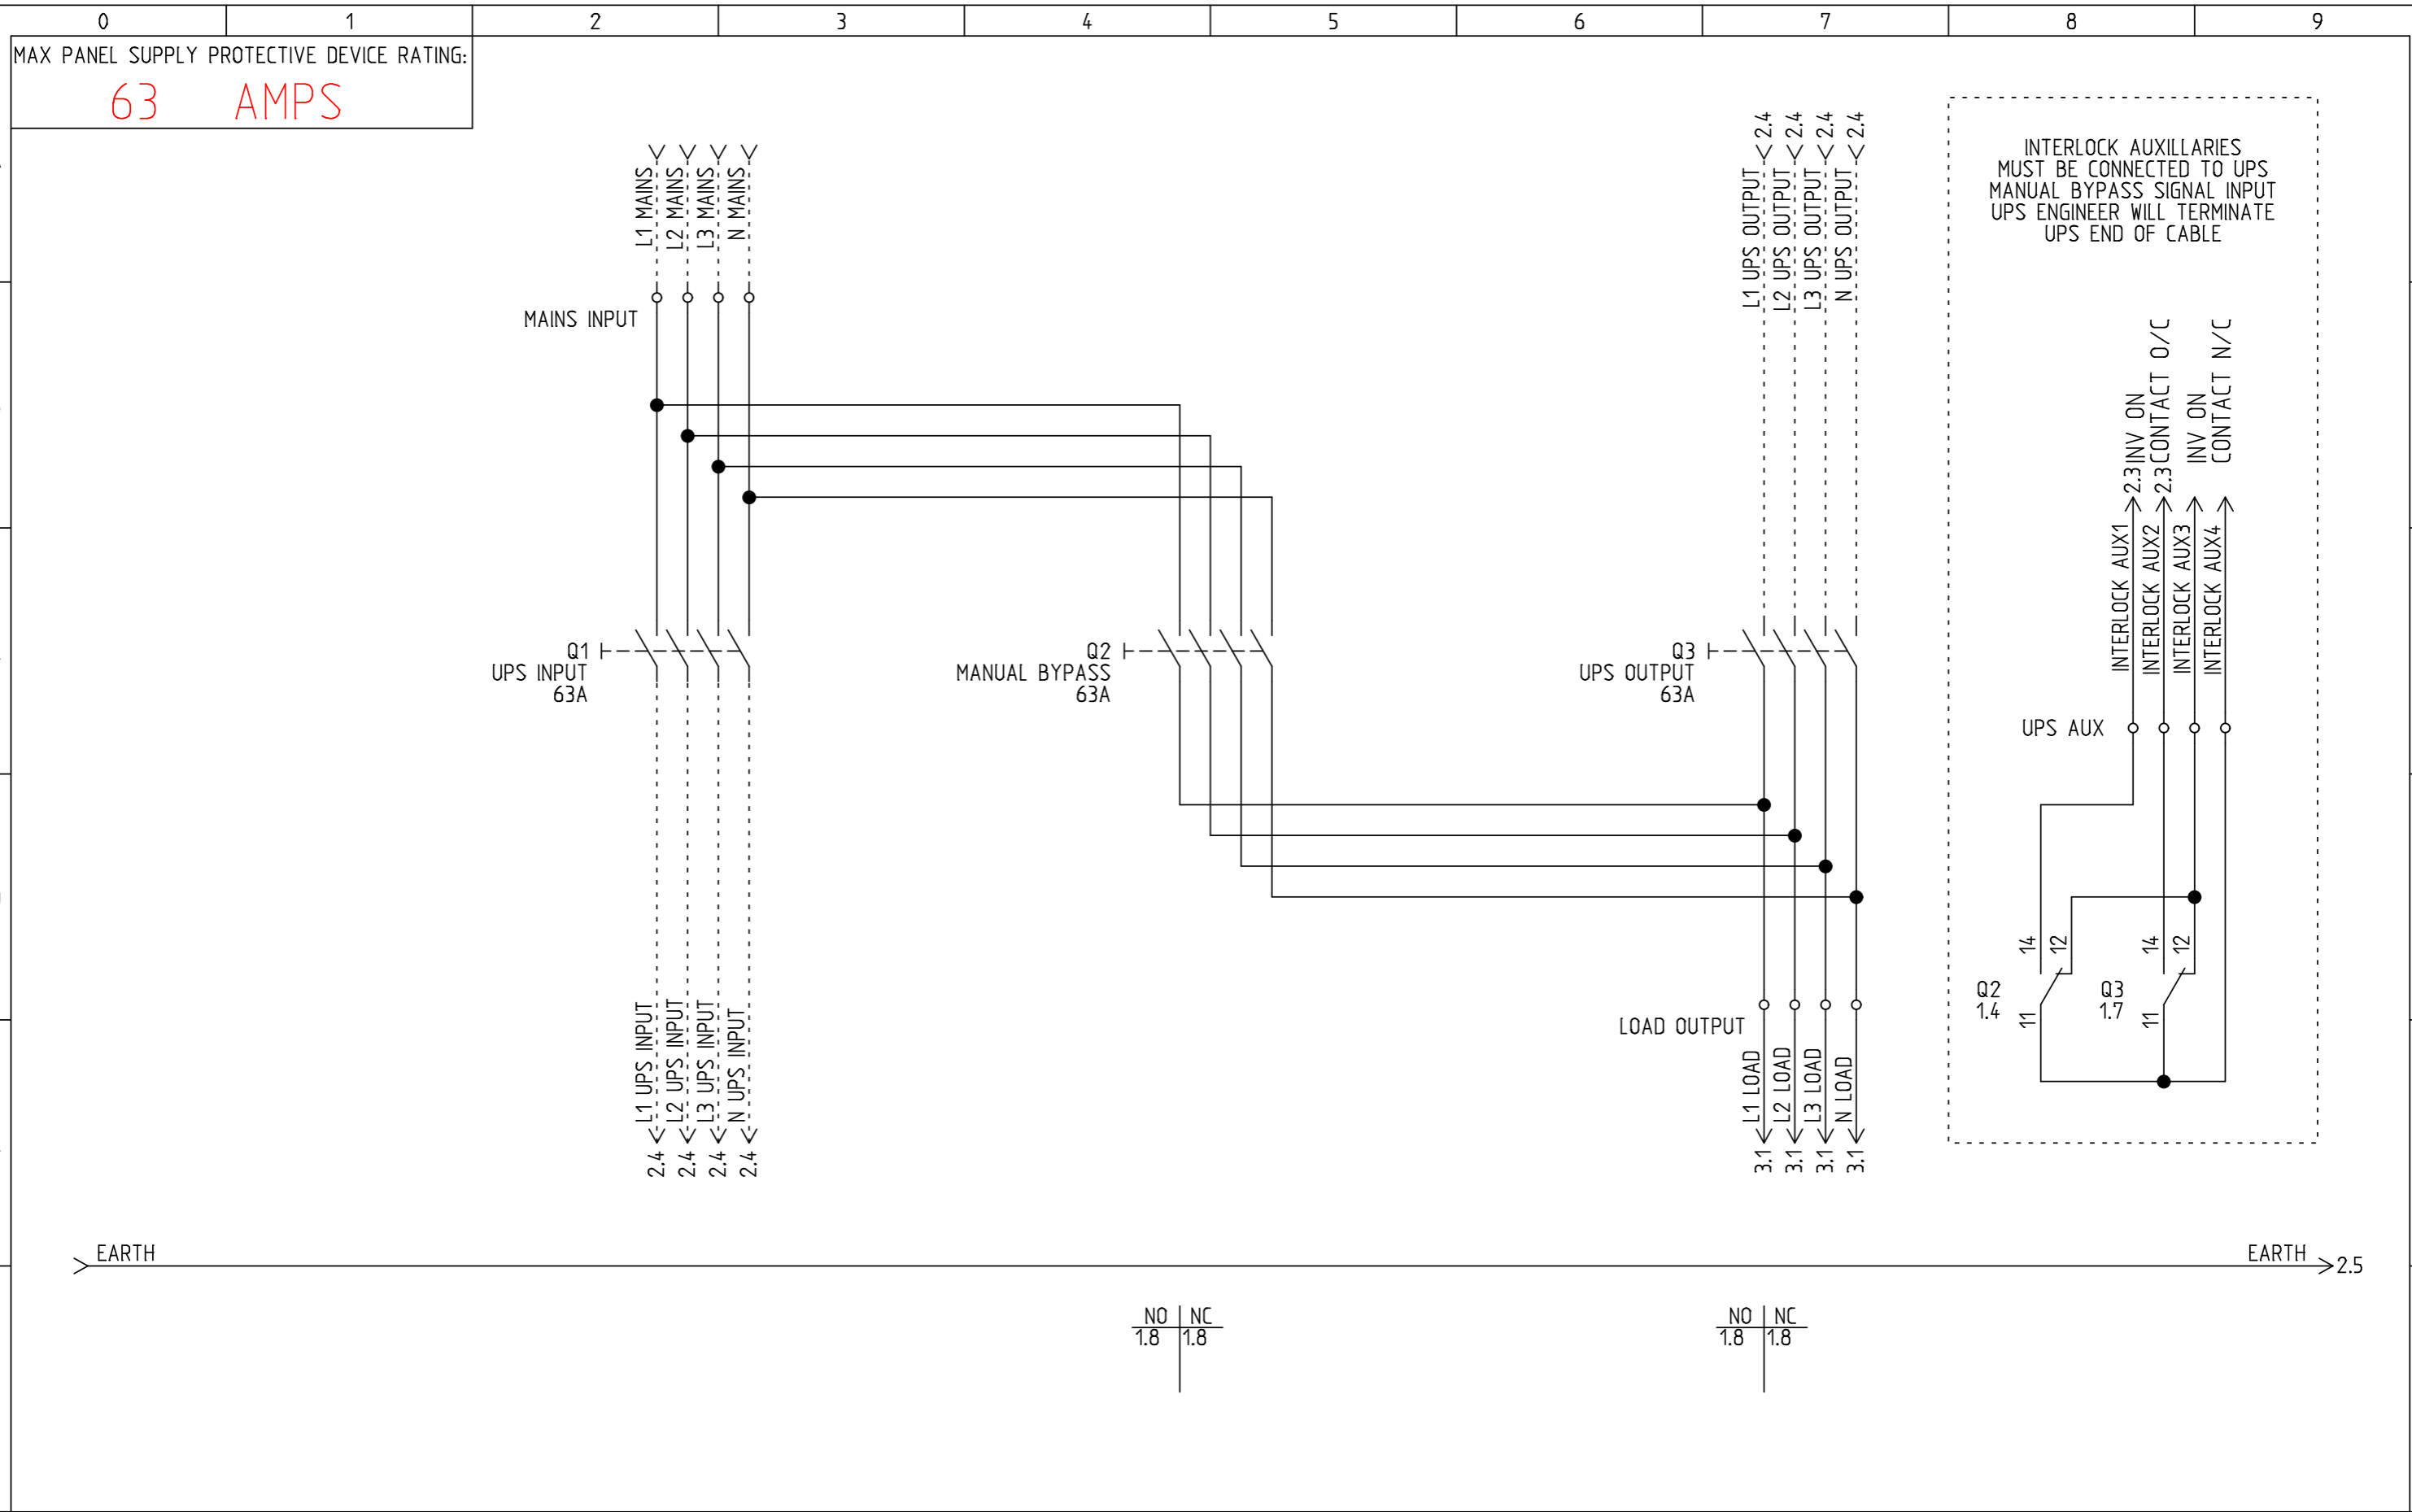 0 1 2 3 4 5 6 7 8 9
MAX PANEL SUPPLY PROTECTIVE DEVICE RATING:
63 AMPS
L1 MAINS
L2 MAINS
L3 MAINS
N MAINS
MAINS INPUT
2.4
2.4
2.4
2.4
L1 UPS OUTPUT
L2 UPS OUTPUT
L3 UPS OUTPUT
N UPS OUTPUT
INTERLOCK AUXILLARIES
MUST BE CONNECTED TO UPS
MANUAL BYPASS SIGNAL INPUT
UPS ENGINEER WILL TERMINATE
UPS END OF CABLE
2.3 INV ON
2.3 CONTACT O/C
INV ON
CONTACT N/C
INTERLOCK AUX1
INTERLOCK AUX2
INTERLOCK AUX3
INTERLOCK AUX4
Q1
UPS INPUT
63A
Q2
MANUAL BYPASS
63A
Q3
UPS OUTPUT
63A
UPS AUX
14 12
14 12
Q2
1.4
11
Q3
1.7
11
L1 UPS INPUT
L2 UPS INPUT
L3 UPS INPUT
N UPS INPUT
2.4
2.4
2.4
2.4
LOAD OUTPUT
L1 LOAD
L2 LOAD
L3 LOAD
N LOAD
3.1
3.1
3.1
3.1
EARTH
EARTH
2.5
NO NC
1.8 1.8
NO NC
1.8 1.8